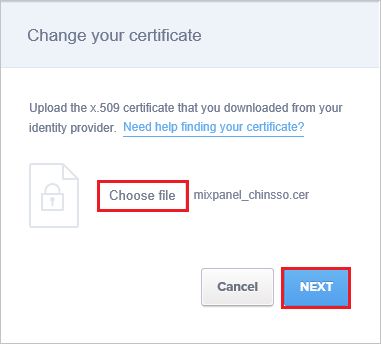 Change your certificate
Upload the x.509 certificate that you downloaded from your
identity provider. Need help finding your certificate?
Choose file mixpanel_chinsso.cer
Cancel NEXT